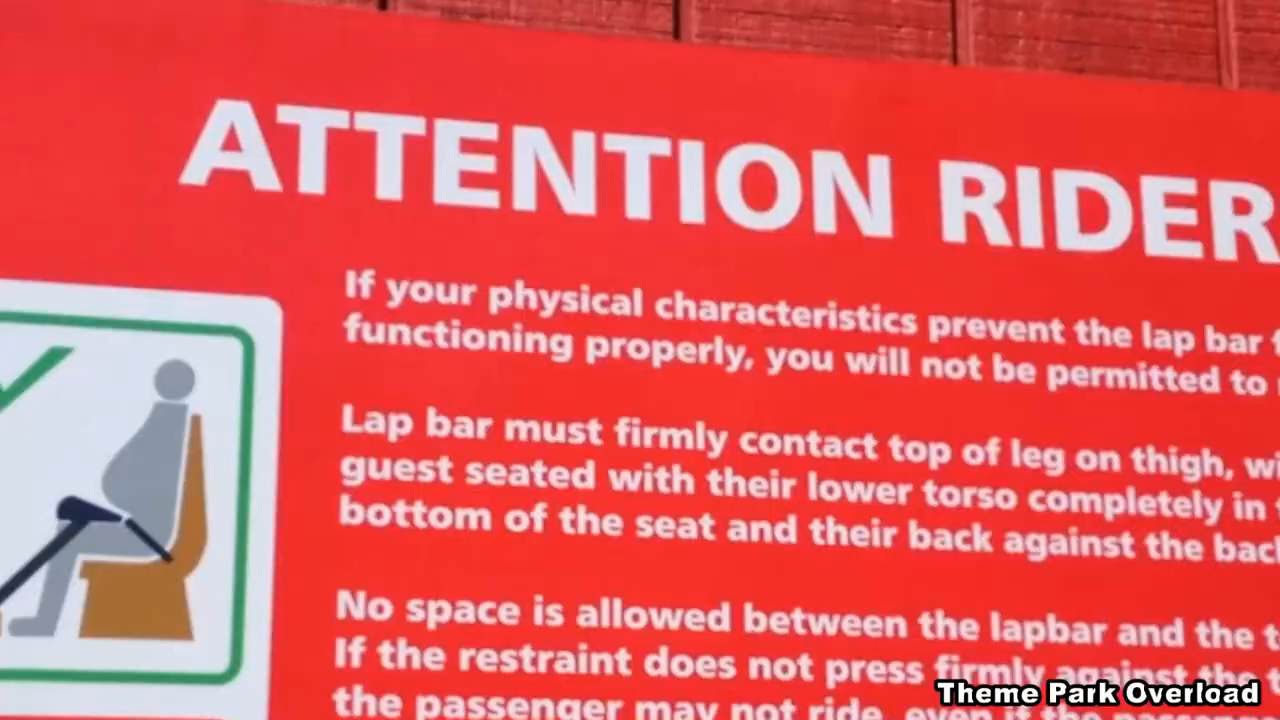 ATTENTION RIDER
If your physical characteristics prevent the lap bar
functioning properly, you will not be permitted to
Lap bar must firmly contact top of leg on thigh,
guest seated with their lower torso completely in
bottom of the seat and their back against the
No space is allowed between the lapbar and the
If the restraint does not press firmly against the
the passenger may not ride, even if
Theme Park Overload